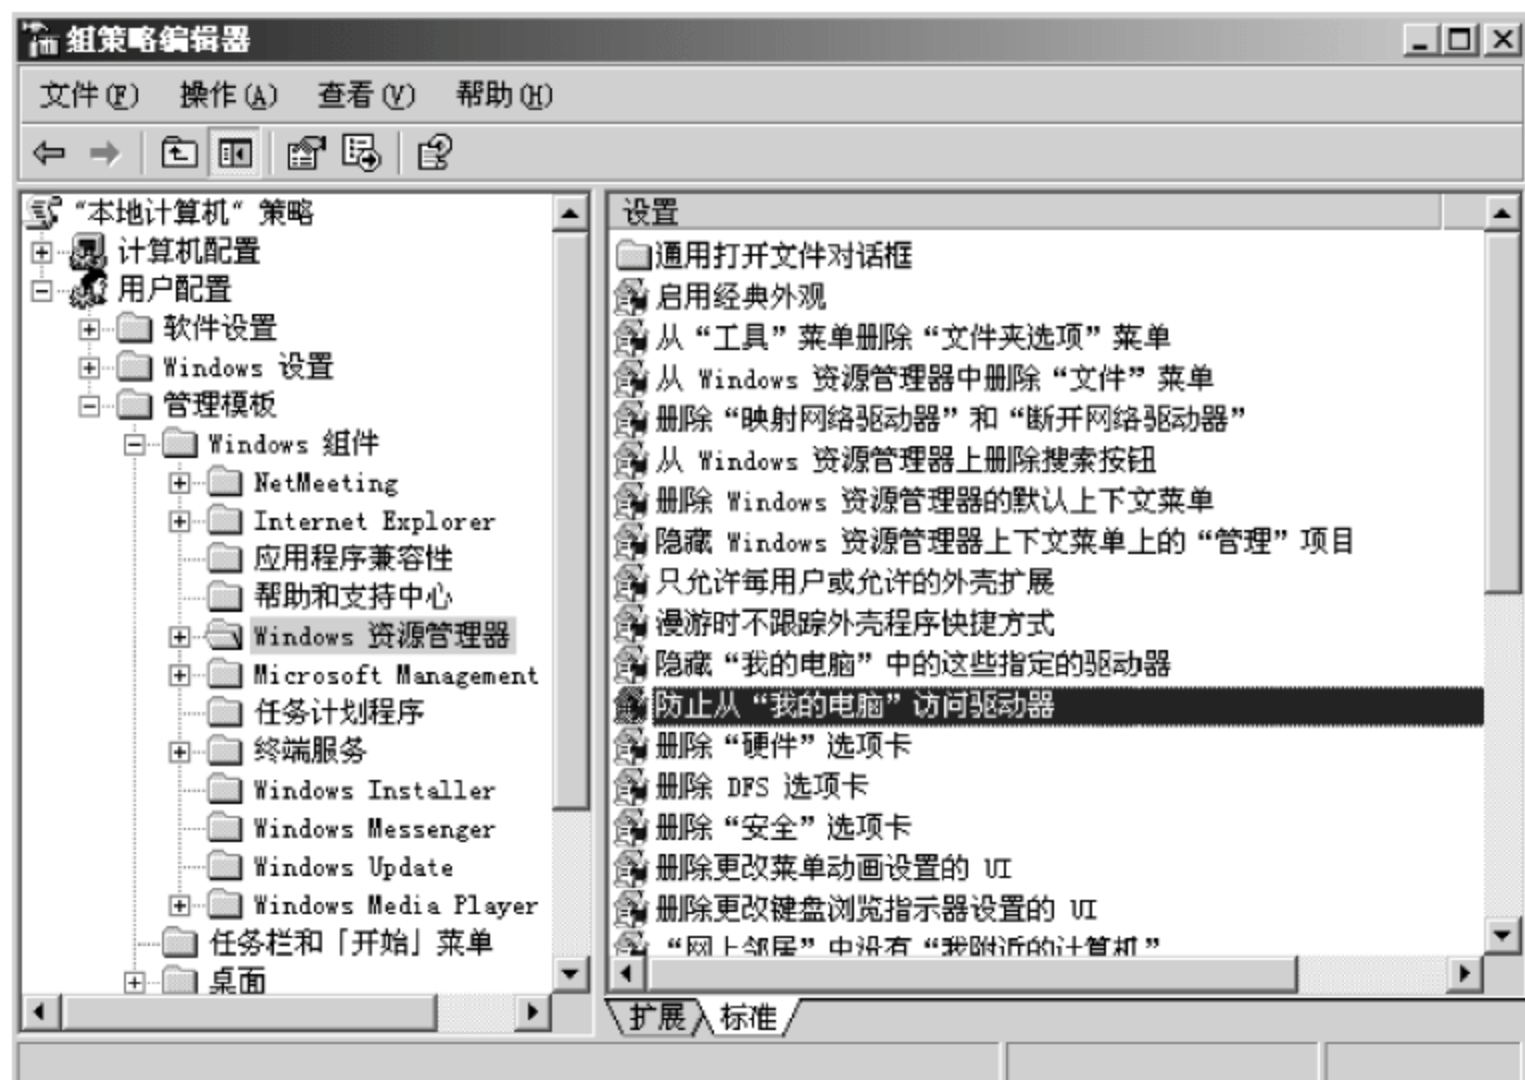 组策略编辑器
文件(F) 操作(A) 查看(V) 帮助(H)
“本地计算机” 策略
计算机配置
用户配置
软件设置
Windows 设置
管理模板
Windows 组件
NetMeeting
Internet Explorer
应用程序兼容性
帮助和支持中心
Windows 资源管理器
Microsoft Management
任务计划程序
终端服务
Windows Installer
Windows Messenger
Windows Update
Windows Media Player
任务栏和「开始」菜单
桌面
设置
通用打开文件对话框
启用经典外观
从“工具”菜单删除“文件夹选项”菜单
从 Windows 资源管理器中删除“文件”菜单
删除“映射网络驱动器”和“断开网络驱动器”
从 Windows 资源管理器上删除搜索按钮
删除 Windows 资源管理器的默认上下文菜单
隐藏 Windows 资源管理器上下文菜单上的“管理”项目
只允许每用户或允许的外壳扩展
漫游时不跟踪外壳程序快捷方式
隐藏“我的电脑”中的这些指定的驱动器
防止从“我的电脑”访问驱动器
删除“硬件”选项卡
删除 DFS 选项卡
删除“安全”选项卡
删除更改菜单动画设置的 UI
删除更改键盘浏览指示器设置的 UI
“网上邻居”中没有“我附近的计算机”
扩展 标准